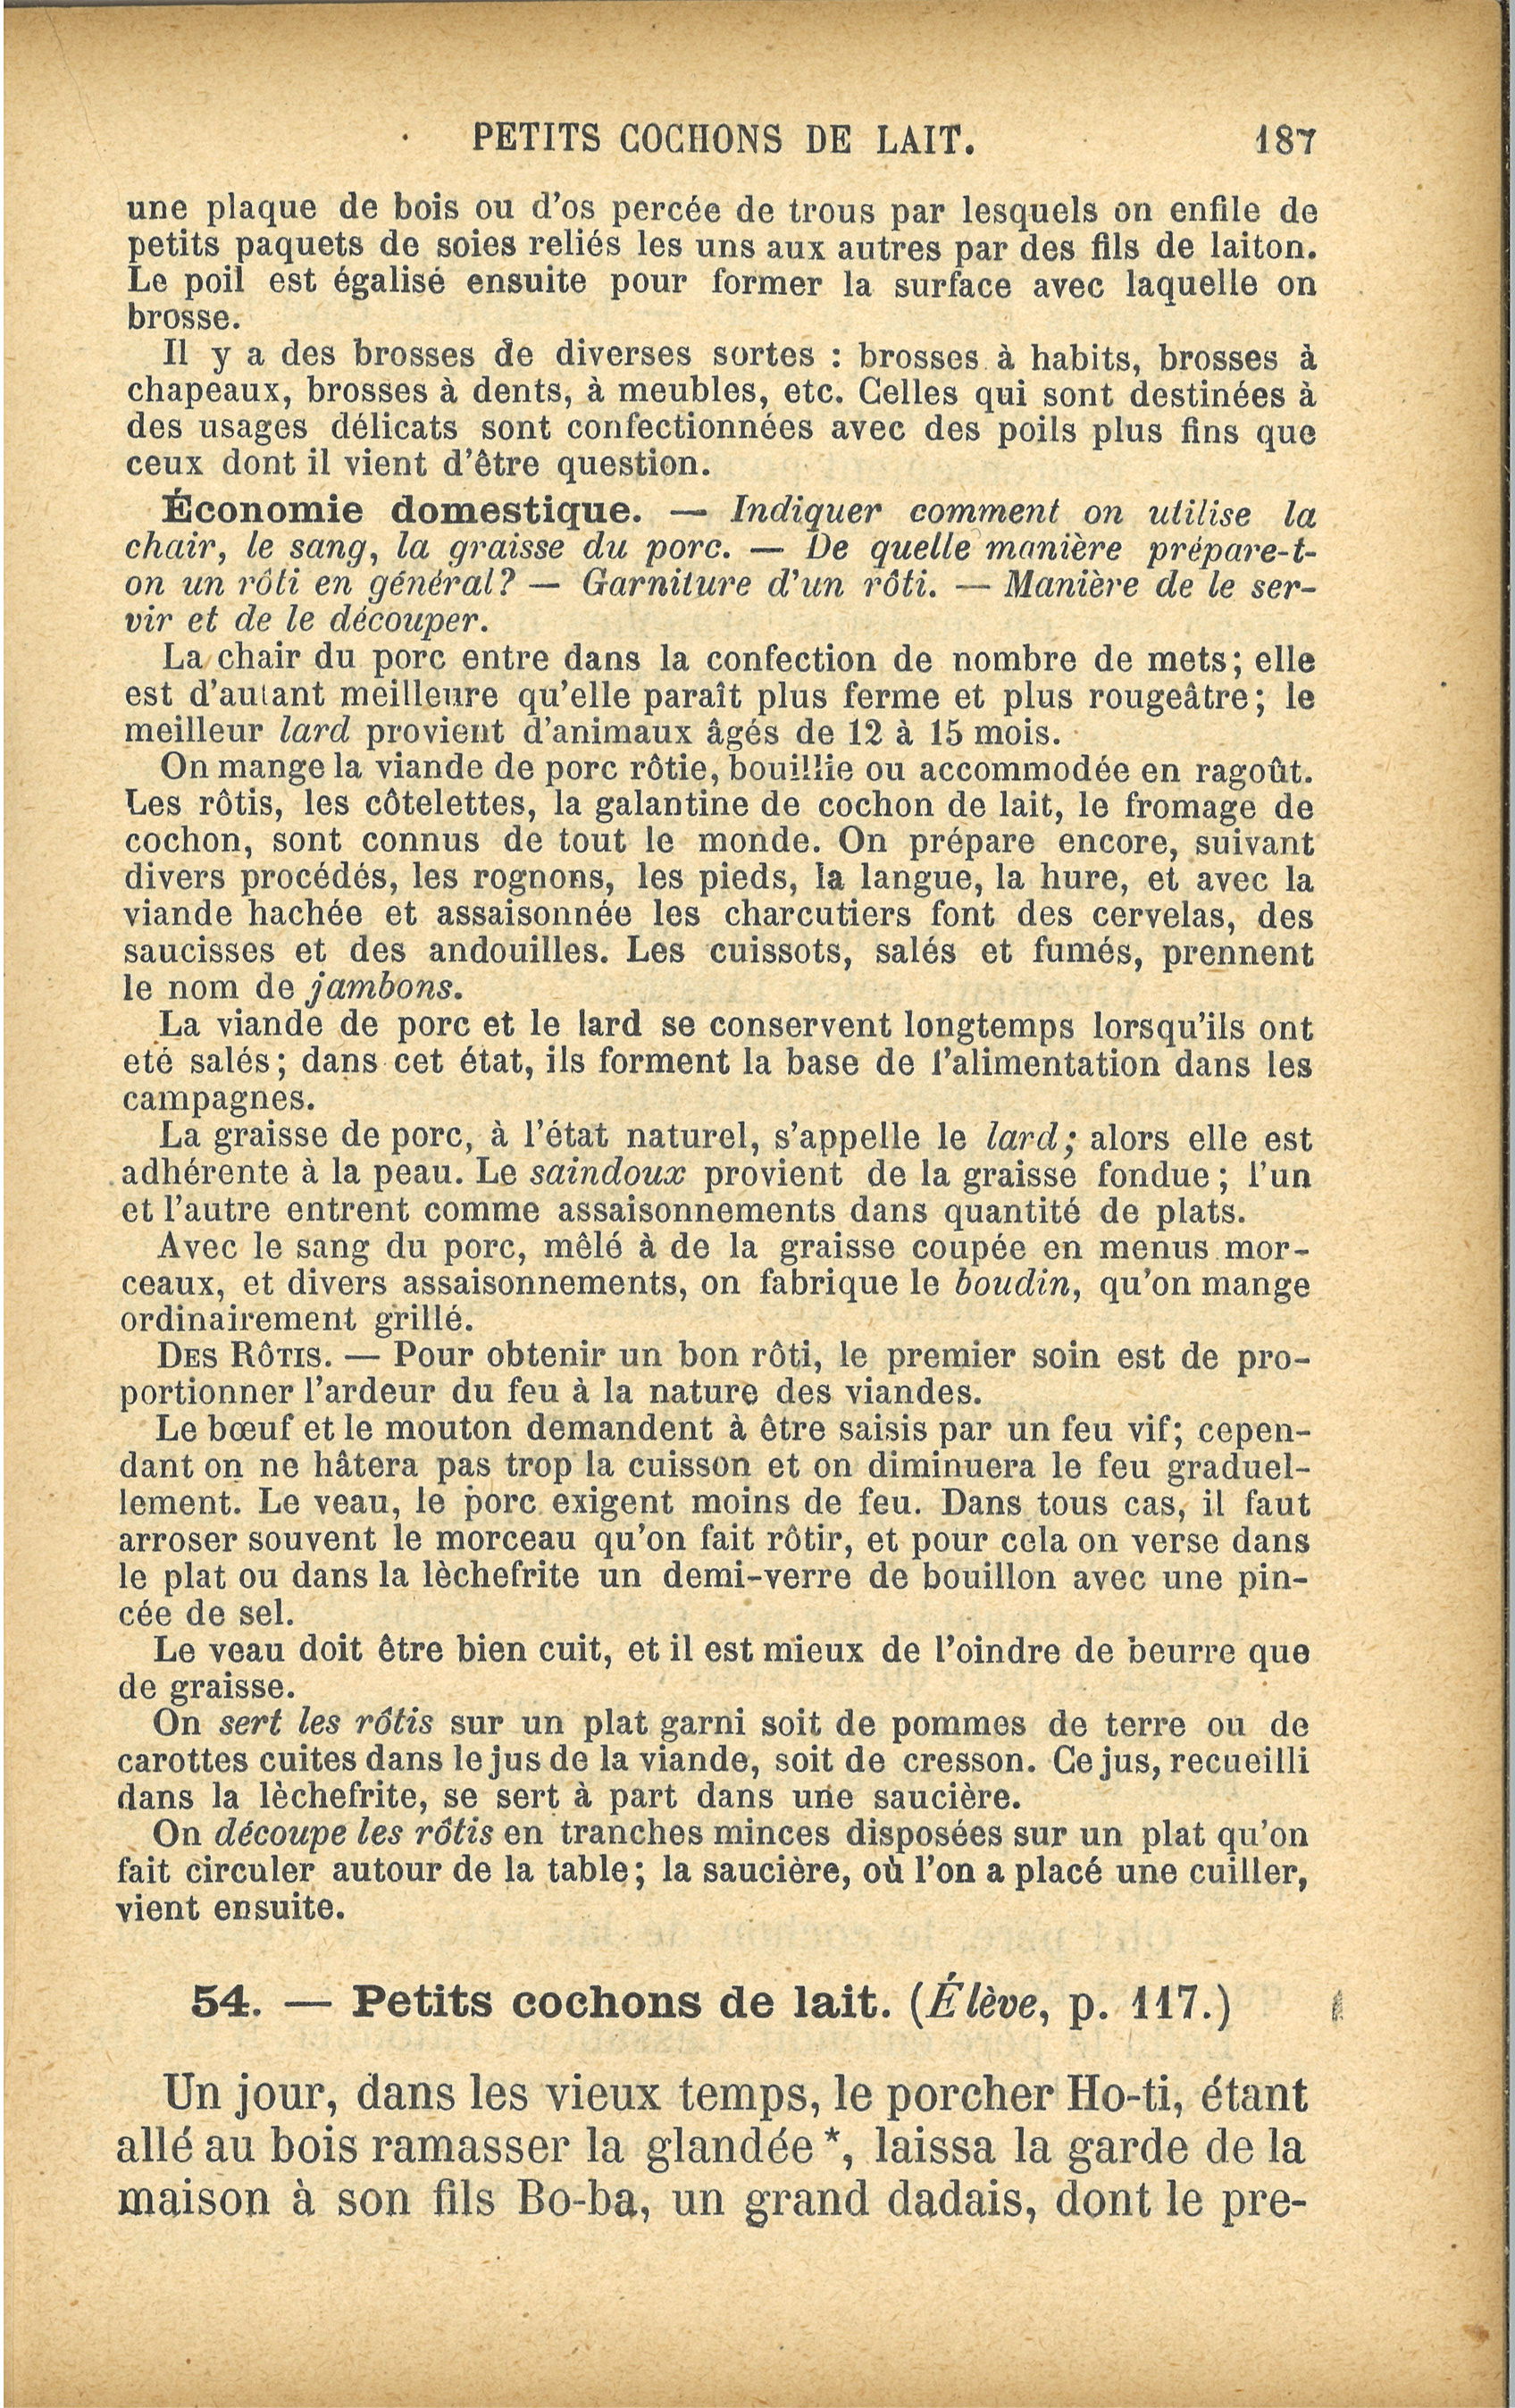 PETITS COCHONS DE LAIT. 187
une plaque de bois ou d'os percée de trous par lesquels on enfile de
petits paquets de soies reliés les uns aux autres par des fils de laiton.
Le poil est égalisé ensuite pour former la surface avec laquelle on
brosse.
Il y a des brosses de diverses sortes : brosses à habits, brosses à
chapeaux, brosses à dents, à meubles, etc. Celles qui sont destinées à
des usages délicats sont confectionnées avec des poils plus fins que
ceux dont il vient d'être question.
Économie domestique. — Indiquer comment on utilise la
chair, le sang, la graisse du porc. — De quelle manière prépare-t-
on un rôti en général? — Garniture d'un rôti. — Manière de le ser-
vir et de le découper.
La chair du porc entre dans la confection de nombre de mets; elle
est d'autant meilleure qu'elle paraît plus ferme et plus rougeâtre; le
meilleur lard provient d'animaux âgés de 12 à 15 mois.
On mange la viande de porc rôtie, bouillie ou accommodée en ragoût.
Les rôtis, les côtelettes, la galantine de cochon de lait, le fromage de
cochon, sont connus de tout le monde. On prépare encore, suivant
divers procédés, les rognons, les pieds, la langue, la hure, et avec la
viande hachée et assaisonnée les charcutiers font des cervelas, des
saucisses et des andouilles. Les cuissots, salés et fumés, prennent
le nom de jambons.
La viande de porc et le lard se conservent longtemps lorsqu'ils ont
eté salés; dans cet état, ils forment la base de l'alimentation dans les
campagnes.
La graisse de porc, à l'état naturel, s'appelle le lard; alors elle est
adhérente à la peau. Le saindoux provient de la graisse fondue; l'un
et l'autre entrent comme assaisonnements dans quantité de plats.
Avec le sang du porc, mêlé à de la graisse coupée en menus mor-
ceaux, et divers assaisonnements, on fabrique le boudin, qu'on mange
ordinairement grillé.
DES RÔTIS. — Pour obtenir un bon rôti, le premier soin est de pro-
portionner l'ardeur du feu à la nature des viandes.
Le bœuf et le mouton demandent à être saisis par un feu vif; cepen-
dant on ne hâtera pas trop la cuisson et on diminuera le feu graduel-
lement. Le veau, le porc exigent moins de feu. Dans tous cas, il faut
arroser souvent le morceau qu'on fait rôtir, et pour cela on verse dans
le plat ou dans la lèchefrite un demi-verre de bouillon avec une pin-
cée de sel.
Le veau doit être bien cuit, et il est mieux de l'oindre de beurre que
de graisse.
On sert les rôtis sur un plat garni soit de pommes de terre ou de
carottes cuites dans le jus de la viande, soit de cresson. Ce jus, recueilli
dans la lèchefrite, se sert à part dans une saucière.
On découpe les rôtis en tranches minces disposées sur un plat qu'on
fait circuler autour de la table; la saucière, où l'on a placé une cuiller,
vient ensuite.
54. — Petits cochons de lait. (Élève, p. 117.)
Un jour, dans les vieux temps, le porcher Ho-ti, étant
allé au bois ramasser la glandée*, laissa la garde de la
maison à son fils Bo-ba, un grand dadais, dont le pre-